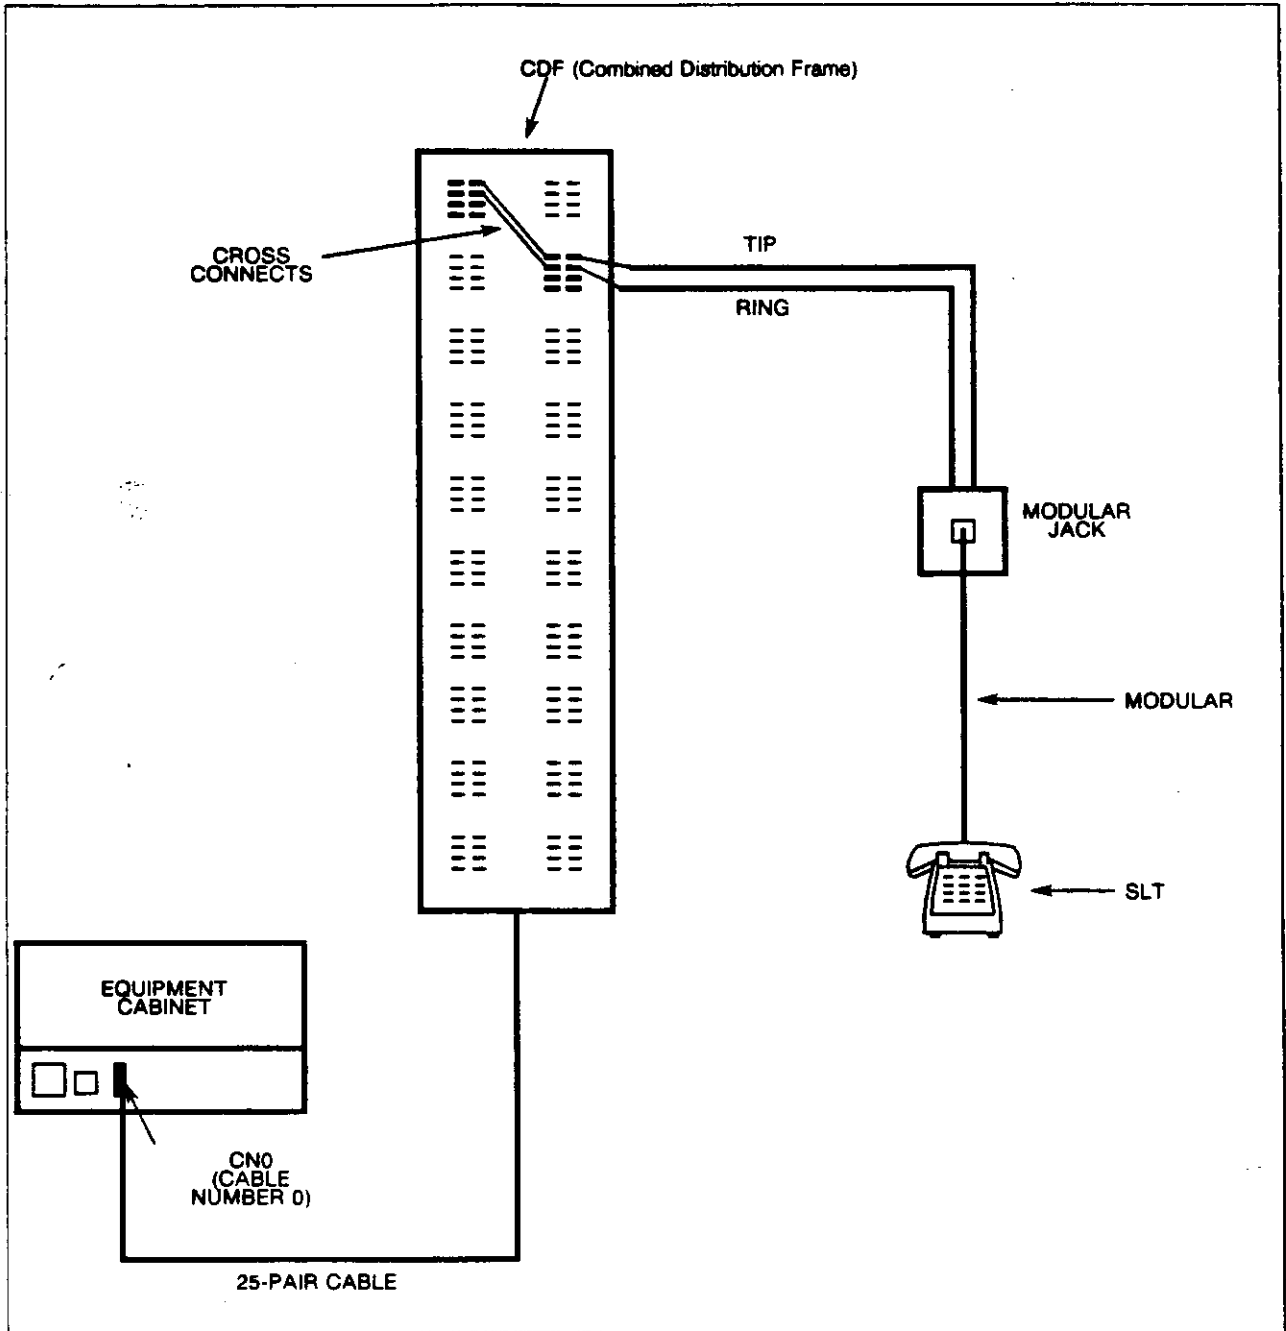 CDF (Combined Distribution Frame)
CROSS
CONNECTS
TIP
RING
MODULAR
JACK
MODULAR
SLT
EQUIPMENT
CABINET
CN0
(CABLE
NUMBER 0)
25-PAIR CABLE